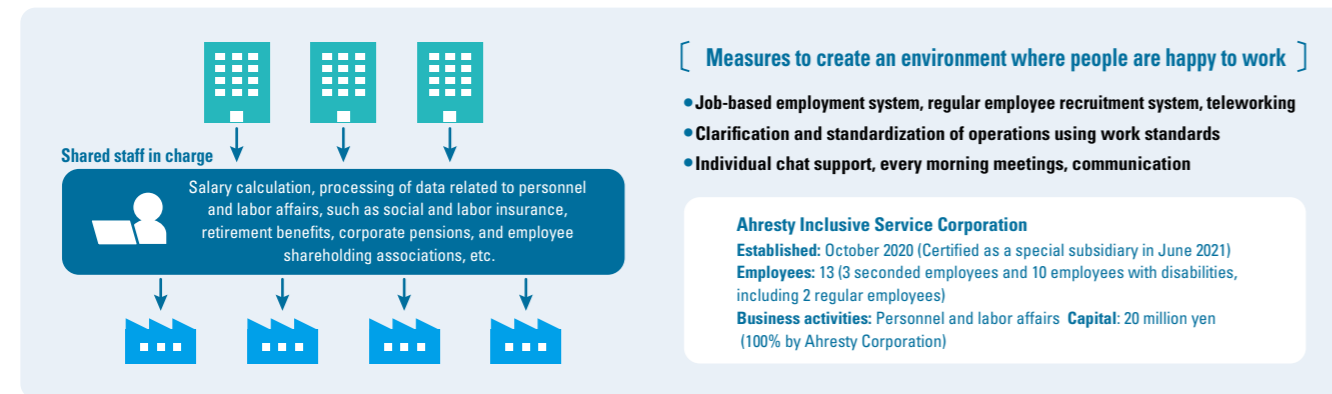 Shared staff in charge
Salary calculation, processing of data related to personnel
and labor affairs, such as social and labor insurance,
retirement benefits, corporate pensions, and employee
shareholding associations, etc.
[ Measures to create an environment where people are happy to work ]
●Job-based employment system, regular employee recruitment system, teleworking
●Clarification and standardization of operations using work standards
●Individual chat support, every morning meetings, communication
Ahresty Inclusive Service Corporation
Established: October 2020 (Certified as a special subsidiary in June 2021)
Employees: 13 (3 seconded employees and 10 employees with disabilities,
including 2 regular employees)
Business activities: Personnel and labor affairs Capital: 20 million yen
(100% by Ahresty Corporation)